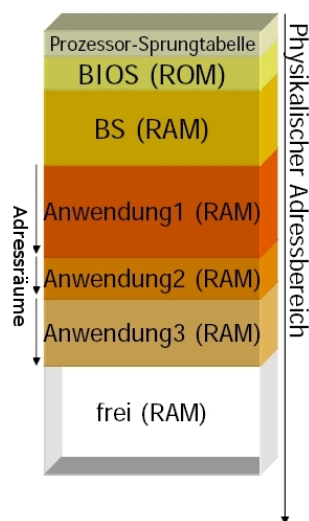 Prozessor-Sprungtabelle
BIOS (ROM)
BS (RAM)
Anwendung1 (RAM)
Anwendung2 (RAM)
Anwendung3 (RAM)
frei (RAM)
Adressräume
Physikalischer Adressbereich